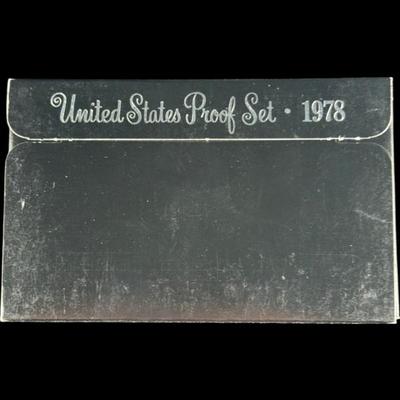 United States Proof Set · 1978